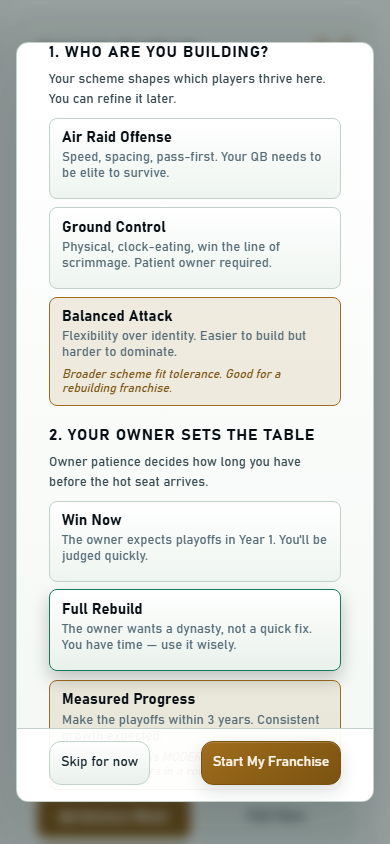 1. WHO ARE YOU BUILDING?
Your scheme shapes which players thrive here.
You can refine it later.
Air Raid Offense
Speed, spacing, pass-first. Your QB needs to
be elite to survive.
Ground Control
Physical, clock-eating, win the line of
scrimmage. Patient owner required.
Balanced Attack
Flexibility over identity. Easier to build but
harder to dominate.
Broader scheme fit tolerance. Good for a
rebuilding franchise.
2. YOUR OWNER SETS THE TABLE
Owner patience decides how long you have
before the hot seat arrives.
Win Now
The owner expects playoffs in Year 1. You'll be
judged quickly.
Full Rebuild
The owner wants a dynasty, not a quick fix.
You have time — use it wisely.
Measured Progress
Make the playoffs within 3 years. Consistent
growth expected
Skip for now
Start My Franchise